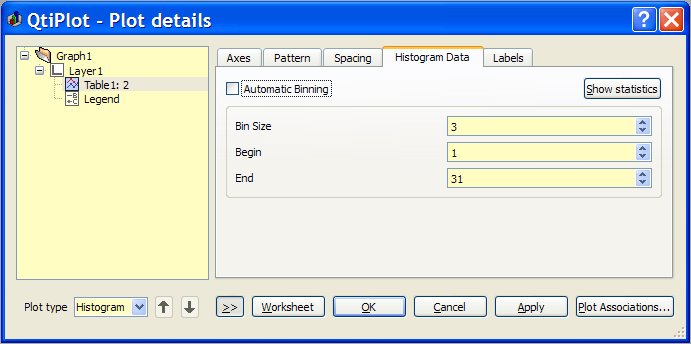 QtiPlot - Plot details
Graph1
Layer1
Table1: 2
Legend
Axes Pattern Spacing Histogram Data Labels
Automatic Binning Show statistics
Bin Size 3
Begin 1
End 31
Plot type Histogram >> Worksheet OK Cancel Apply Plot Associations...